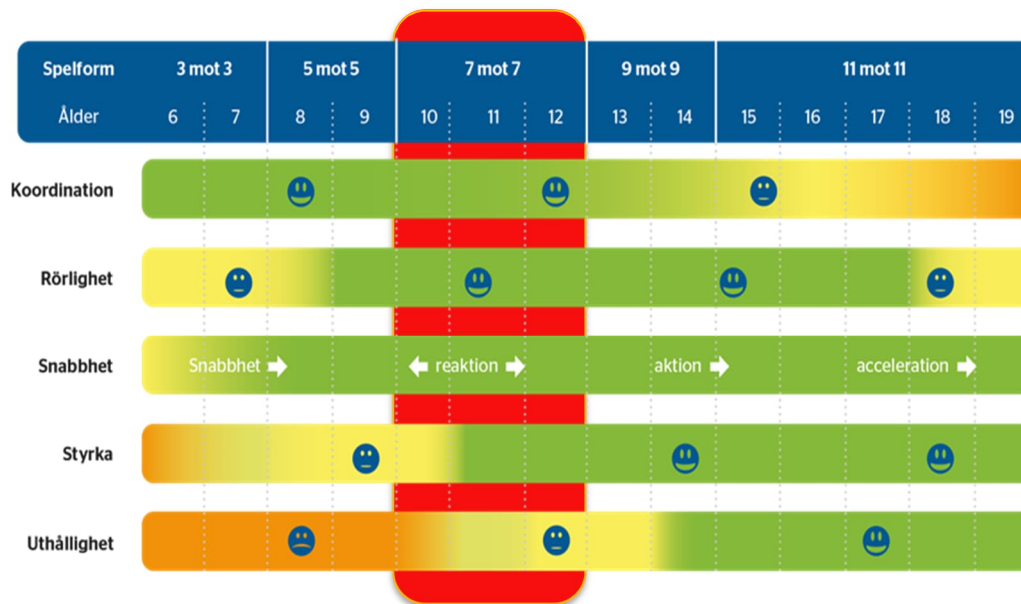 Spelform 3 mot 3 5 mot 5 7 mot 7 9 mot 9 11 mot 11
Ålder 6 7 8 9 10 11 12 13 14 15 16 17 18 19
Koordination
Rörlighet
Snabbhet Snabbhet reaktion aktion acceleration
Styrka
Uthållighet